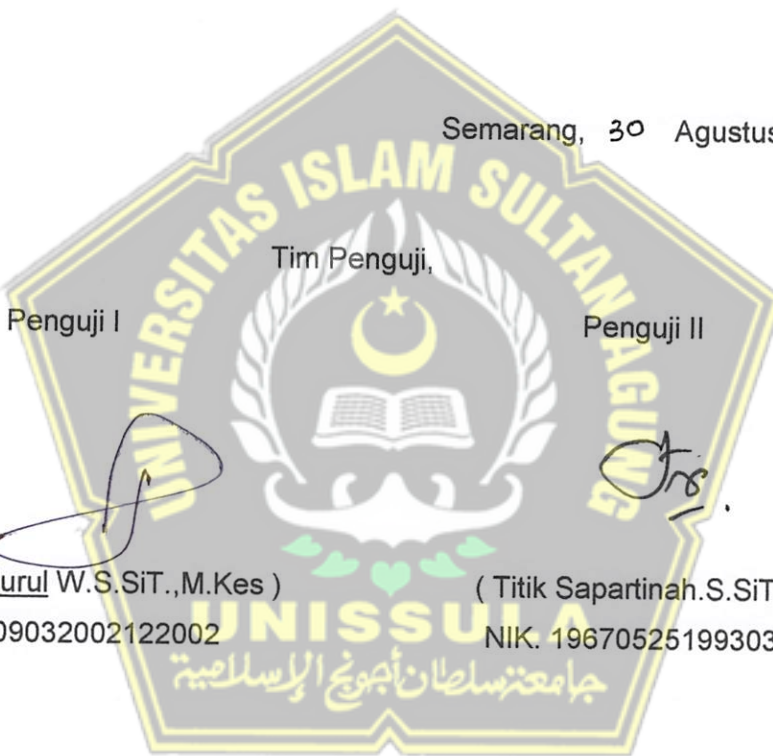 Semarang, 30 Agustus
Tim Penguji,
Penguji I
Penguji II
urul W.S.SiT.,M.Kes )
( Titik Sapartinah.S.SiT
09032002122002
NIK. 19670525199303
UNIVERSITAS ISLAM SULTAN AGUNG
UNISSULA
جامعة سلطان أجونج الإسلامية